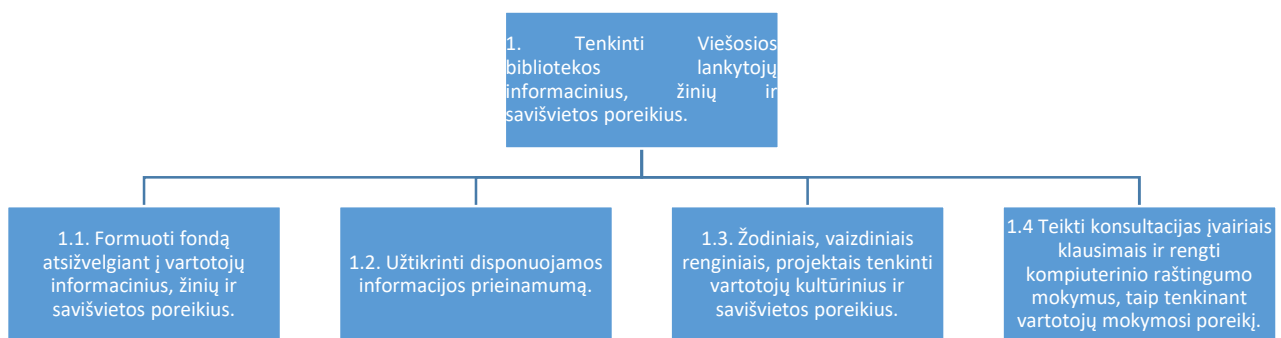 1. Tenkinti Viešosios
bibliotekos lankytojų
informacinius, žinių ir
savišvietos poreikius.
1.1. Formuoti fondą
atsižvelgiant į vartotojų
informacinius, žinių ir
savišvietos poreikius.
1.2. Užtikrinti disponuojamos
informacijos prieinamumą.
1.3. Žodiniais, vaizdiniais
renginiais, projektais tenkinti
vartotojų kultūrinius ir
savišvietos poreikius.
1.4 Teikti konsultacijas įvairiais
klausimais ir rengti
kompiuterinio raštingumo
mokymus, taip tenkinant
vartotojų mokymosi poreikį.